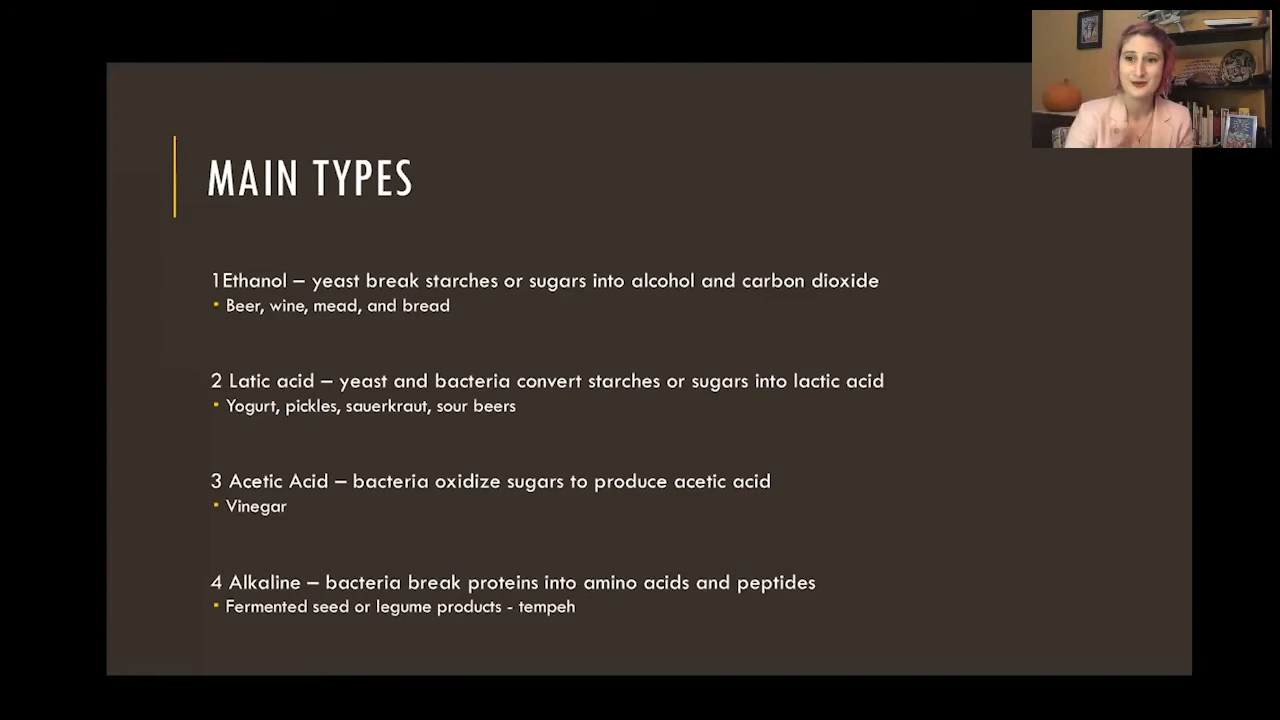 MAIN TYPES
1Ethanol – yeast break starches or sugars into alcohol and carbon dioxide
▪ Beer, wine, mead, and bread
2 Latic acid – yeast and bacteria convert starches or sugars into lactic acid
▪ Yogurt, pickles, sauerkraut, sour beers
3 Acetic Acid – bacteria oxidize sugars to produce acetic acid
▪ Vinegar
4 Alkaline – bacteria break proteins into amino acids and peptides
▪ Fermented seed or legume products - tempeh